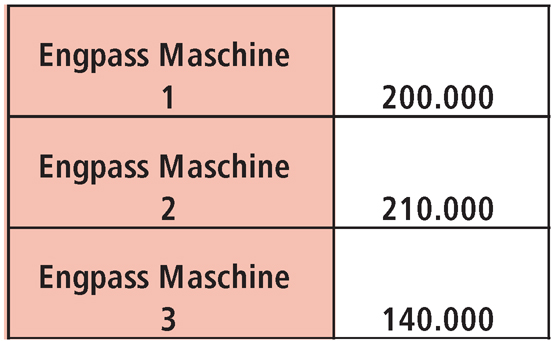 Engpass Maschine
1 200.000
Engpass Maschine
2 210.000
Engpass Maschine
3 140.000